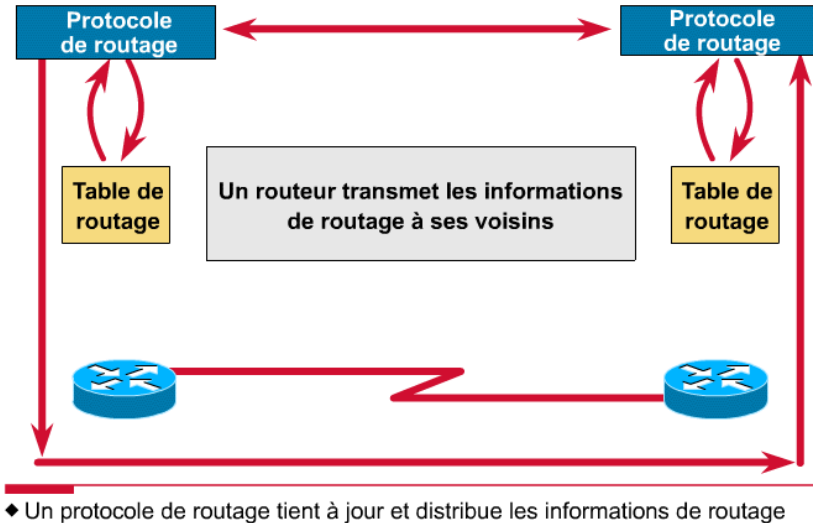 Protocole
de routage
Protocole
de routage
Table de
routage
Un routeur transmet les informations
de routage à ses voisins
Table de
routage
◆ Un protocole de routage tient à jour et distribue les informations de routage